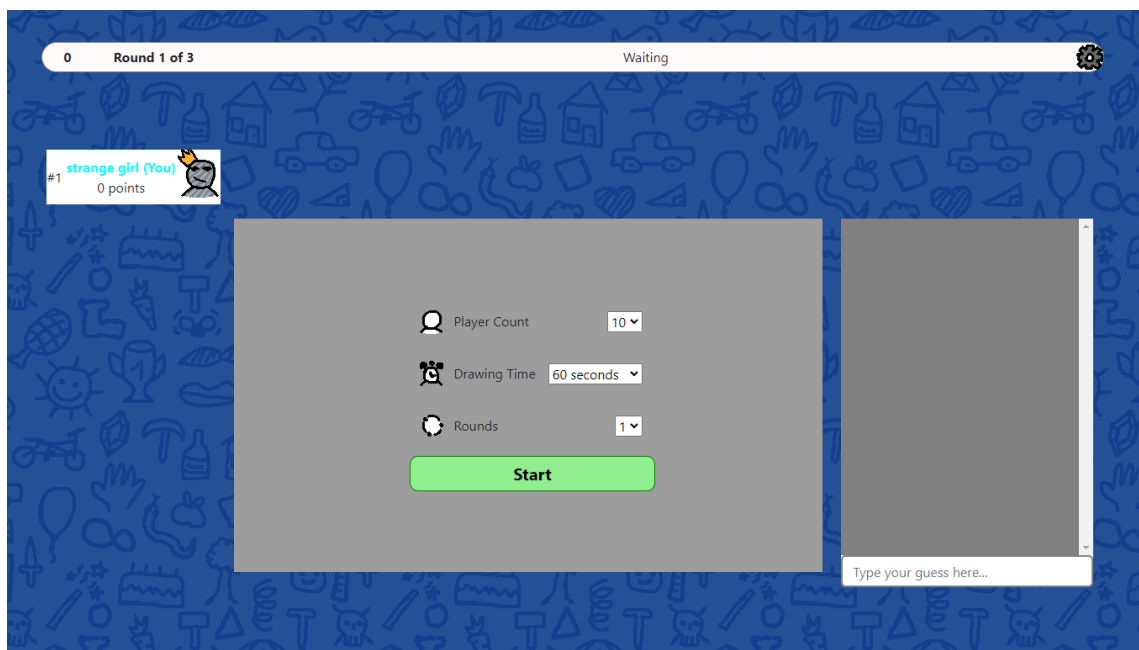 0 Round 1 of 3 Waiting
strange girl (You)
#1
0 points
Player Count 10
Drawing Time 60 seconds
Rounds 1
Start
Type your guess here...